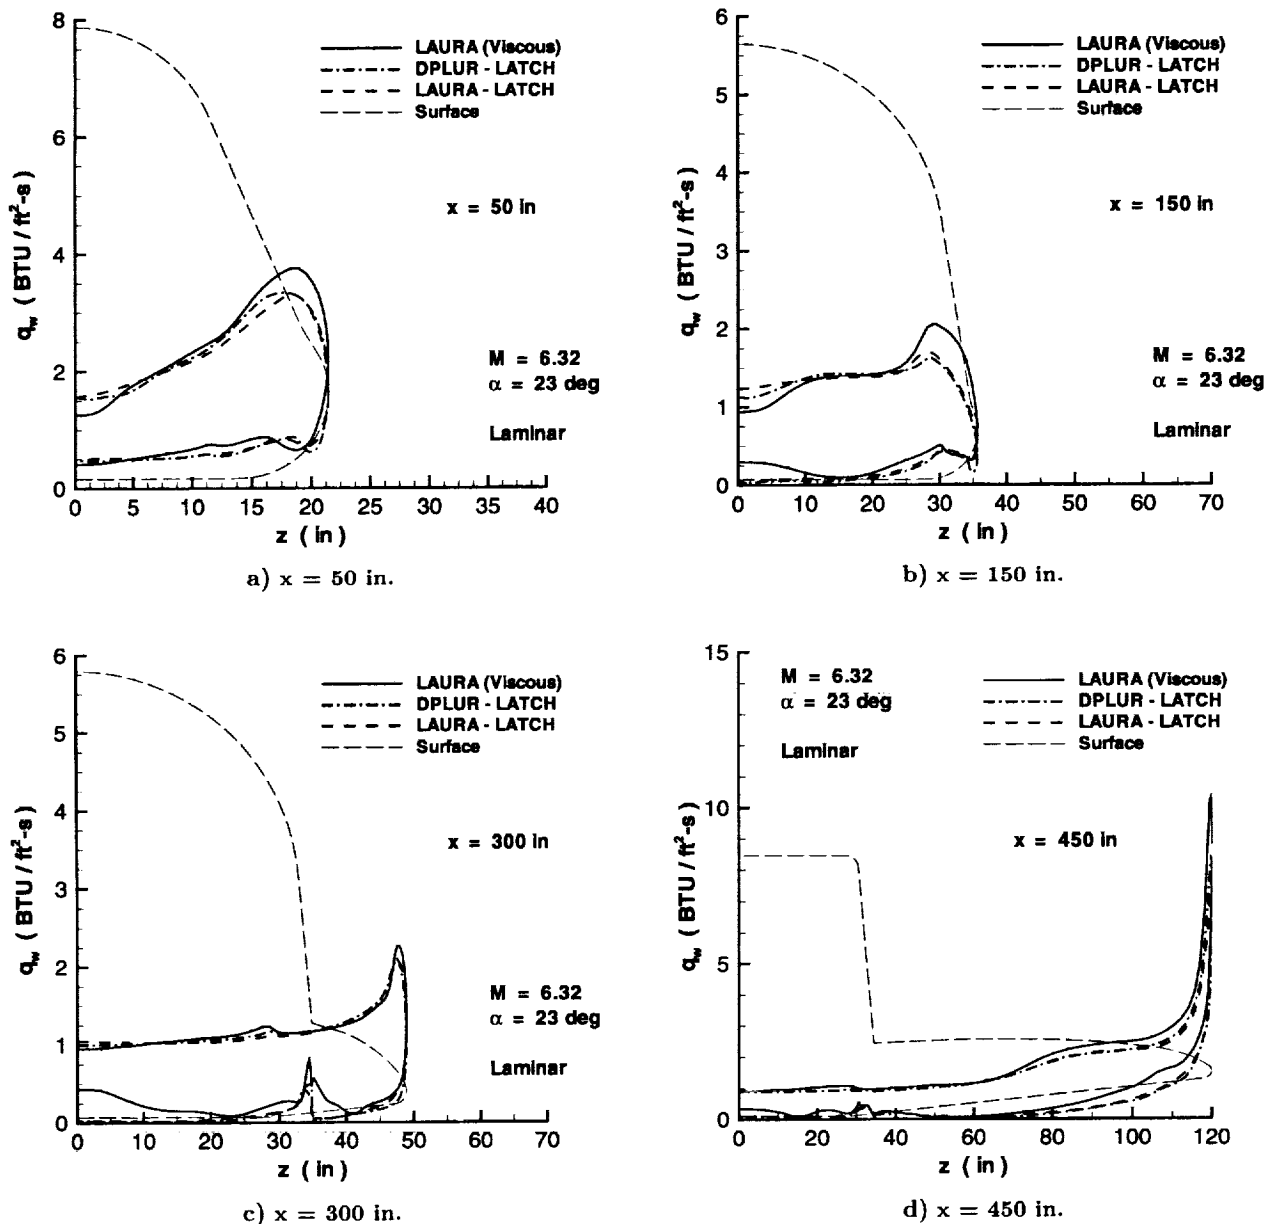 8
6
4
2
0
q_w ( BTU / ft²-s )
LAURA (Viscous)
DPLUR - LATCH
LAURA - LATCH
Surface
x = 50 in
M = 6.32
α = 23 deg
Laminar
0 5 10 15 20 25 30 35 40
z ( in )
a) x = 50 in.
6
5
4
3
2
1
0
q_w ( BTU / ft²-s )
LAURA (Viscous)
DPLUR - LATCH
LAURA - LATCH
Surface
x = 150 in
M = 6.32
α = 23 deg
Laminar
0 10 20 30 40 50 60 70
z ( in )
b) x = 150 in.
6
5
4
3
2
1
0
q_w ( BTU / ft²-s )
LAURA (Viscous)
DPLUR - LATCH
LAURA - LATCH
Surface
x = 300 in
M = 6.32
α = 23 deg
Laminar
0 10 20 30 40 50 60 70
z ( in )
c) x = 300 in.
15
10
5
0
q_w ( BTU / ft²-s )
M = 6.32
α = 23 deg
Laminar
LAURA (Viscous)
DPLUR - LATCH
LAURA - LATCH
Surface
x = 450 in
0 20 40 60 80 100 120
z ( in )
d) x = 450 in.